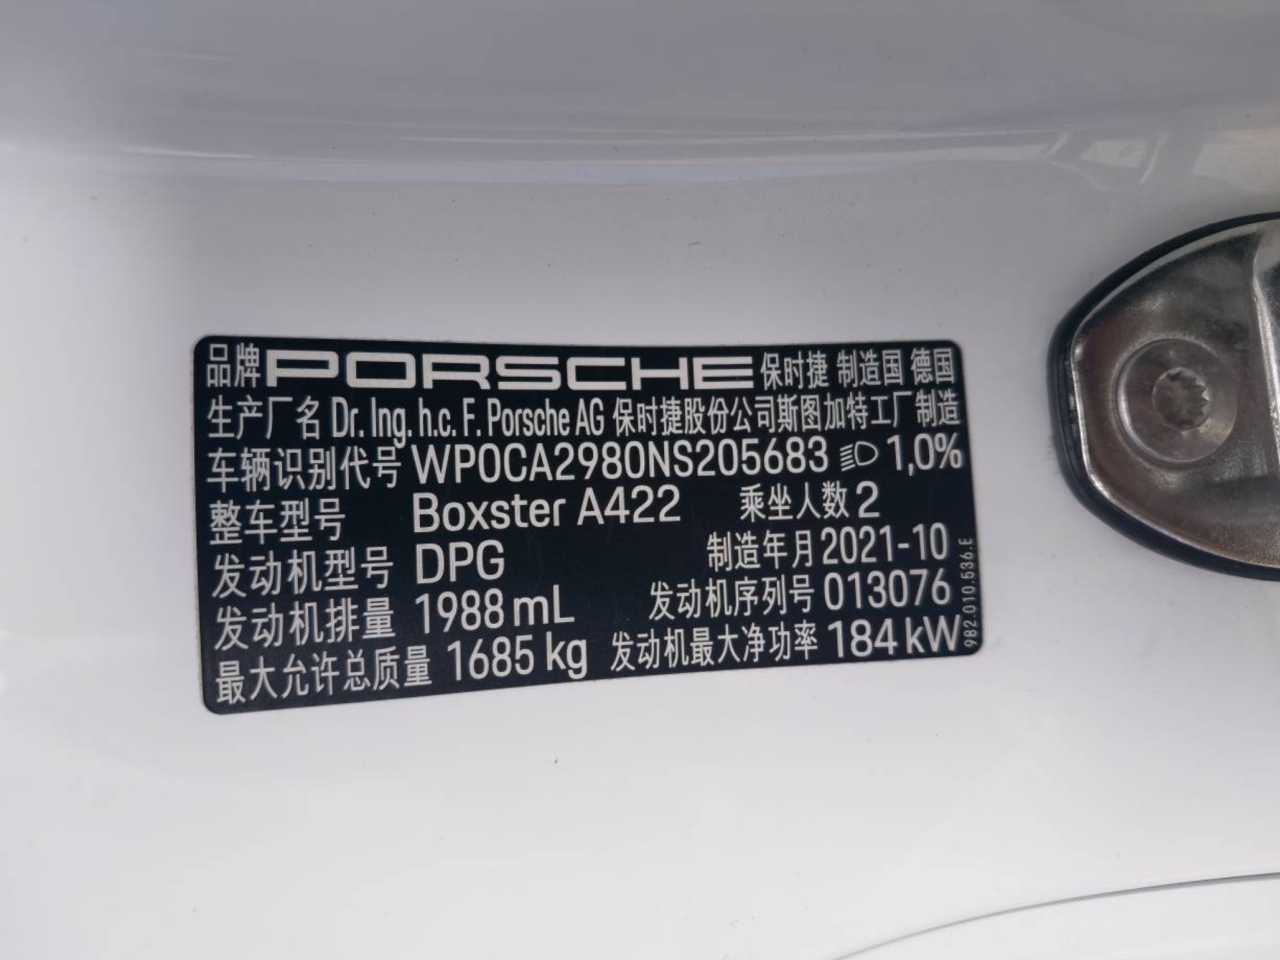 品牌 PORSCHE 保时捷 制造国 德国
生产厂名 Dr. Ing. h.c. F. Porsche AG 保时捷股份公司斯图加特工厂制造
车辆识别代号 WP0CA2980NS205683 1,0%
整车型号 Boxster A422 乘坐人数 2
发动机型号 DPG 制造年月 2021-10
发动机排量 1988 mL 发动机序列号 013076
最大允许总质量 1685 kg 发动机最大净功率 184 kW
982.010.536.E